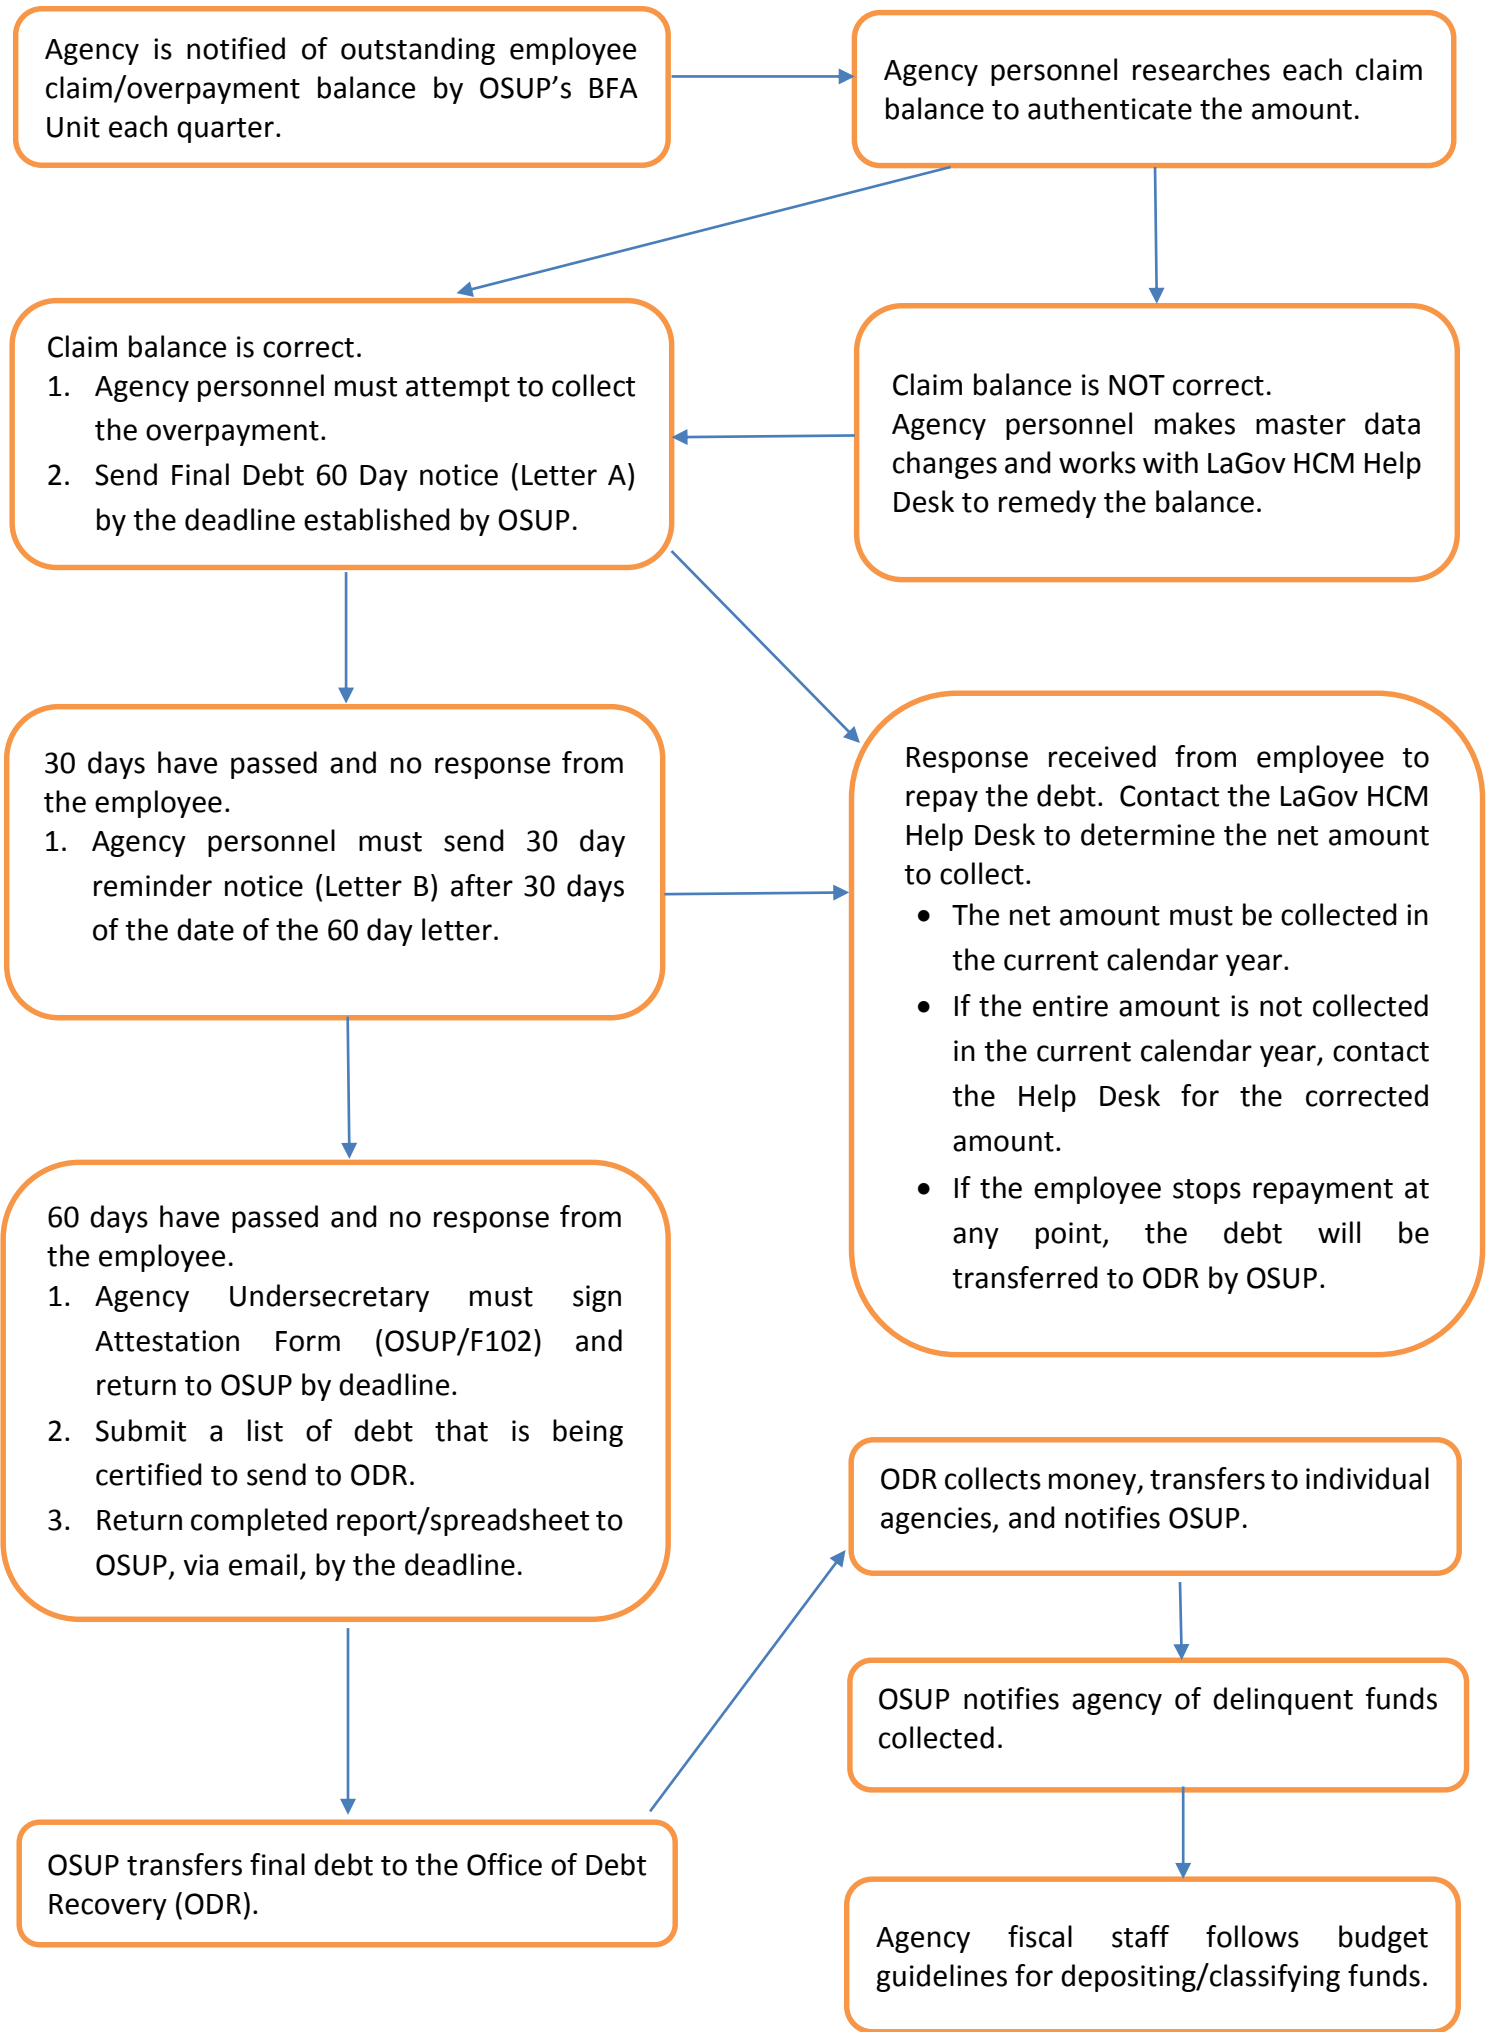 Agency is notified of outstanding employee
claim/overpayment balance by OSUP’s BFA
Unit each quarter.
Agency personnel researches each claim
balance to authenticate the amount.
Claim balance is correct.
1. Agency personnel must attempt to collect
the overpayment.
2. Send Final Debt 60 Day notice (Letter A)
by the deadline established by OSUP.
Claim balance is NOT correct.
Agency personnel makes master data
changes and works with LaGov HCM Help
Desk to remedy the balance.
30 days have passed and no response from
the employee.
1. Agency personnel must send 30 day
reminder notice (Letter B) after 30 days
of the date of the 60 day letter.
Response received from employee to
repay the debt. Contact the LaGov HCM
Help Desk to determine the net amount
to collect.
• The net amount must be collected in
the current calendar year.
• If the entire amount is not collected
in the current calendar year, contact
the Help Desk for the corrected
amount.
• If the employee stops repayment at
any point, the debt will be
transferred to ODR by OSUP.
60 days have passed and no response from
the employee.
1. Agency Undersecretary must sign
Attestation Form (OSUP/F102) and
return to OSUP by deadline.
2. Submit a list of debt that is being
certified to send to ODR.
3. Return completed report/spreadsheet to
OSUP, via email, by the deadline.
ODR collects money, transfers to individual
agencies, and notifies OSUP.
OSUP notifies agency of delinquent funds
collected.
OSUP transfers final debt to the Office of Debt
Recovery (ODR).
Agency fiscal staff follows budget
guidelines for depositing/classifying funds.